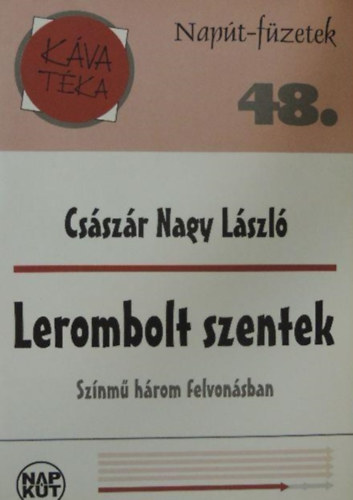 KÁVA
TÉKA
Napút-füzetek
48.
Császár Nagy László
Lerombolt szentek
Színmű három felvonásban
NAP
KÚT